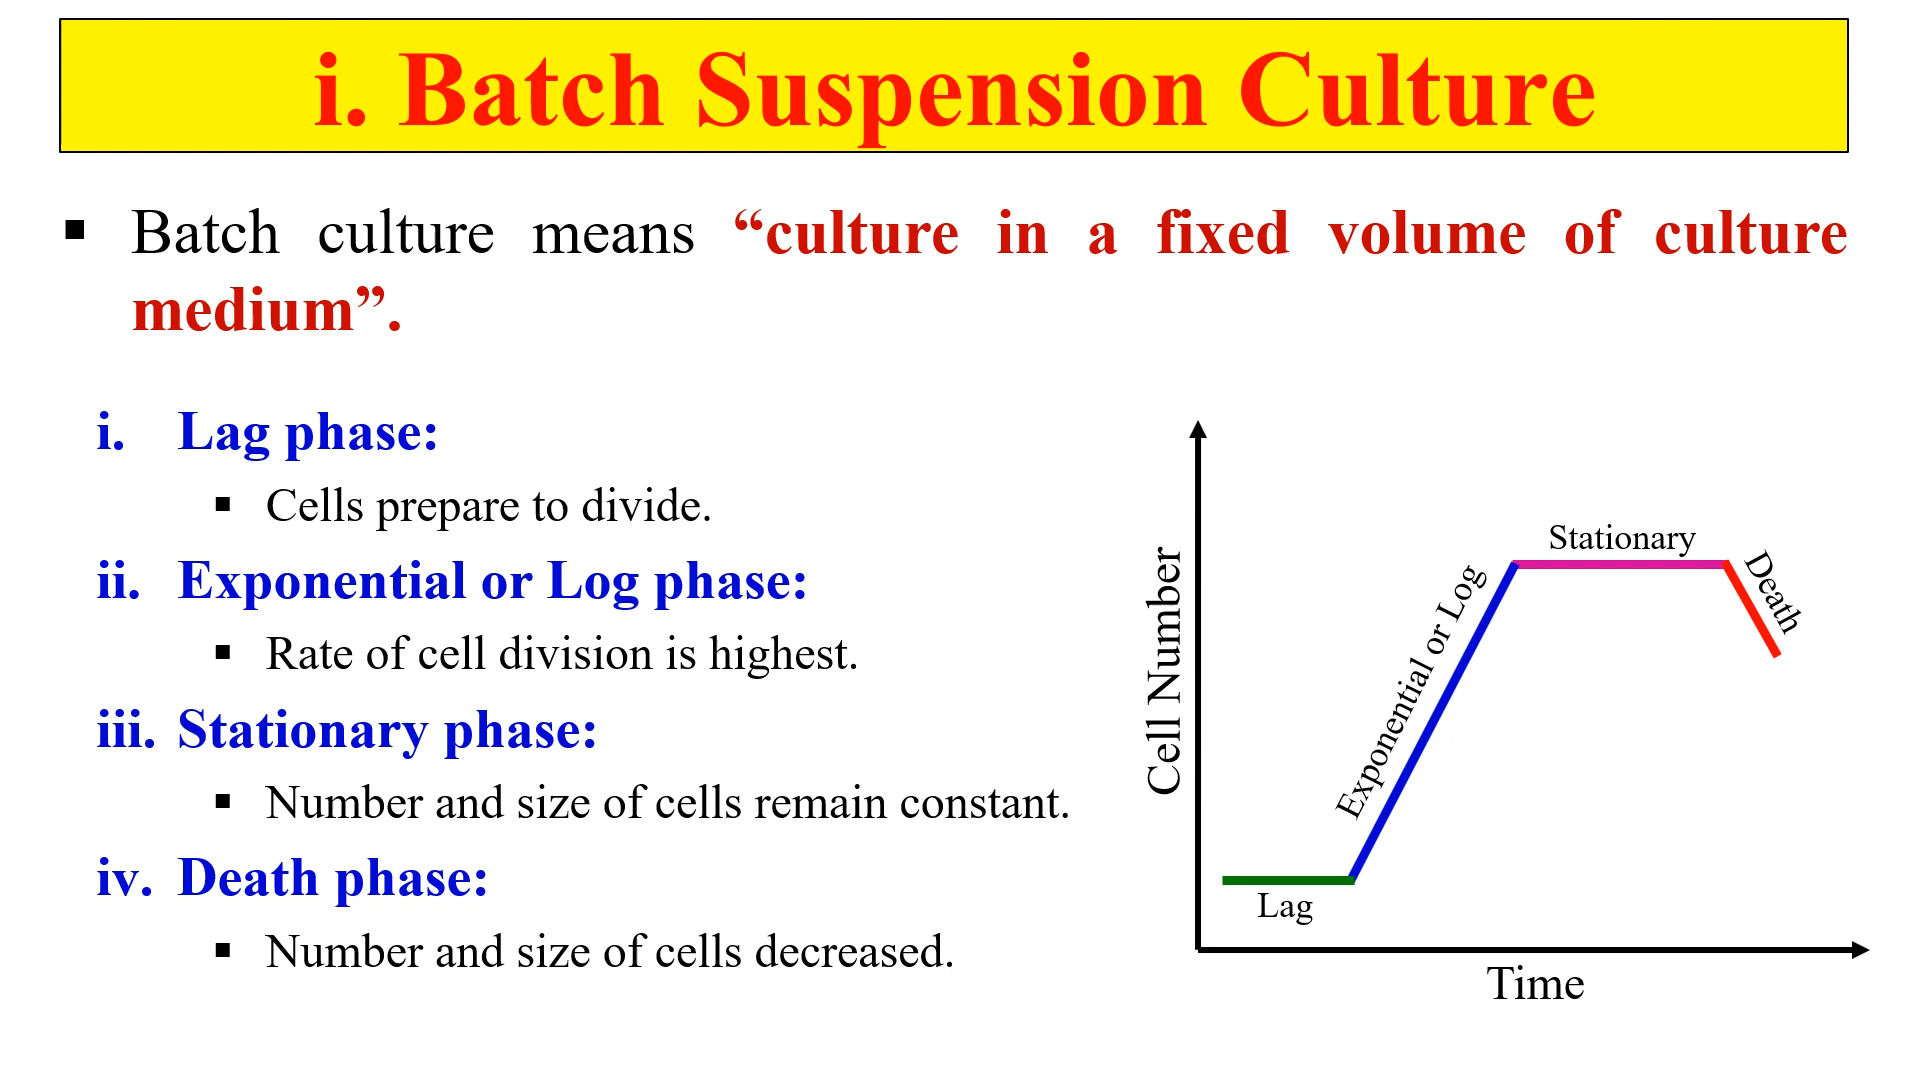 i. Batch Suspension Culture
▪ Batch culture means “culture in a fixed volume of culture
medium”.
i. Lag phase:
▪ Cells prepare to divide.
ii. Exponential or Log phase:
▪ Rate of cell division is highest.
iii. Stationary phase:
▪ Number and size of cells remain constant.
iv. Death phase:
▪ Number and size of cells decreased.
Cell Number
Lag
Exponential or Log
Stationary
Death
Time